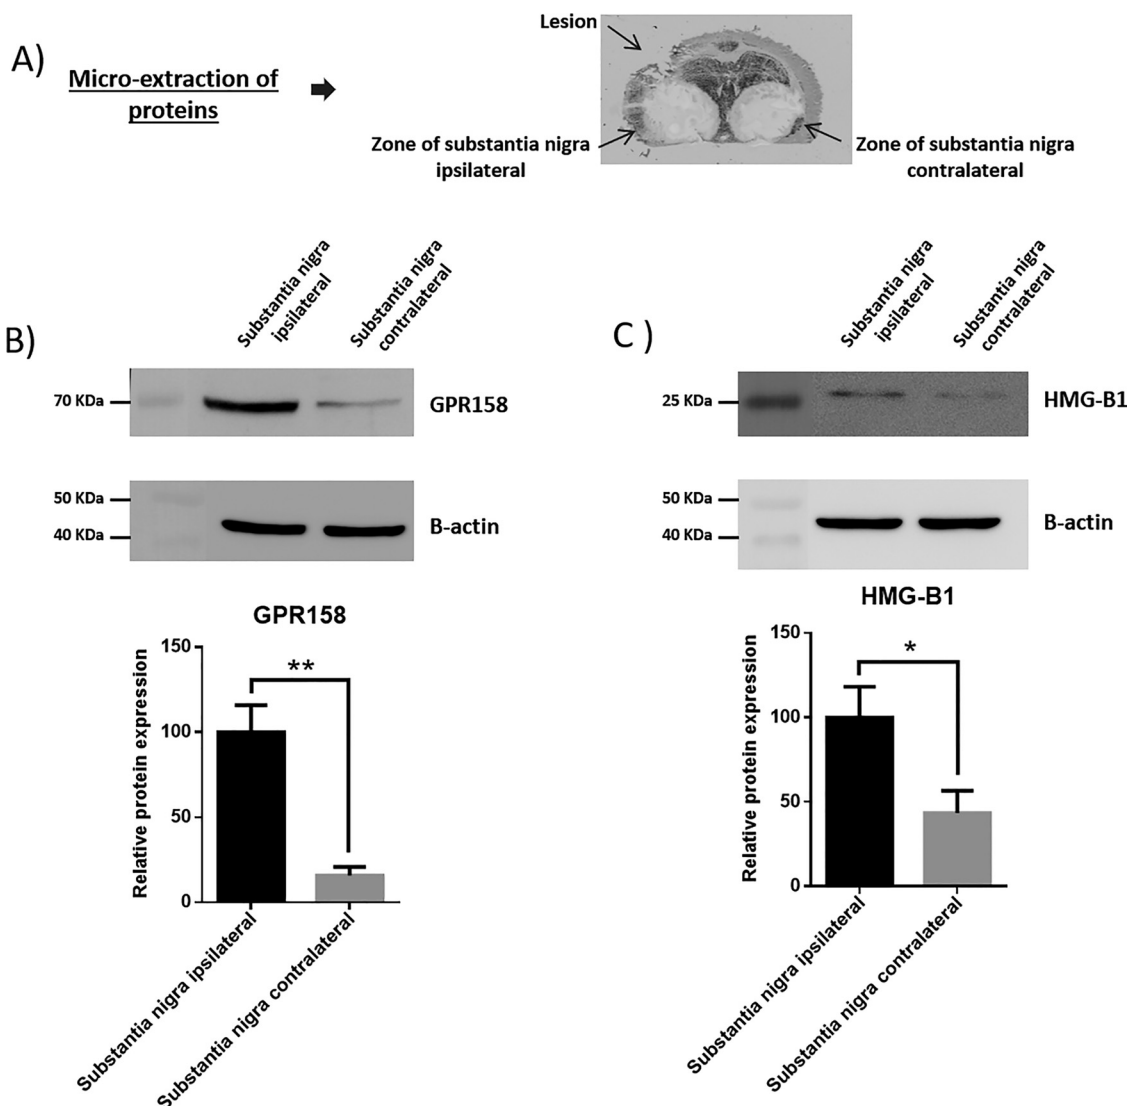 A)
Micro-extraction of
proteins
Lesion
Zone of substantia nigra
ipsilateral
Zone of substantia nigra
contralateral
B)
Substantia nigra
ipsilateral
Substantia nigra
contralateral
70 KDa
GPR158
50 KDa
40 KDa
B-actin
GPR158
Relative protein expression
150
100
50
0
**
Substantia nigra ipsilateral
Substantia nigra contralateral
C )
Substantia nigra
ipsilateral
Substantia nigra
contralateral
25 KDa
HMG-B1
50 KDa
40 KDa
B-actin
HMG-B1
Relative protein expression
150
100
50
0
*
Substantia nigra ipsilateral
Substantia nigra contralateral